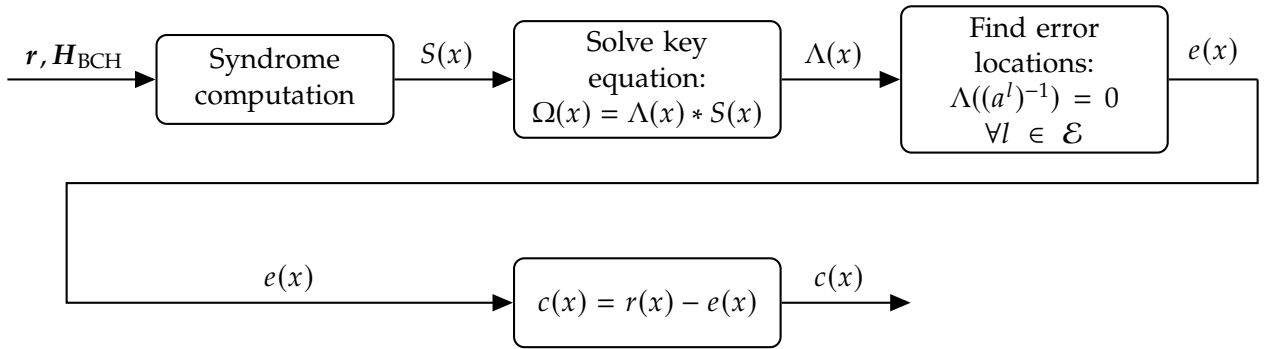 r, H_BCH
Syndrome
computation
S(x)
Solve key
equation:
Ω(x) = Λ(x) ∗ S(x)
Λ(x)
Find error
locations:
Λ((a^l)^{-1}) = 0
∀l ∈ ℰ
e(x)
e(x)
c(x) = r(x) − e(x)
c(x)